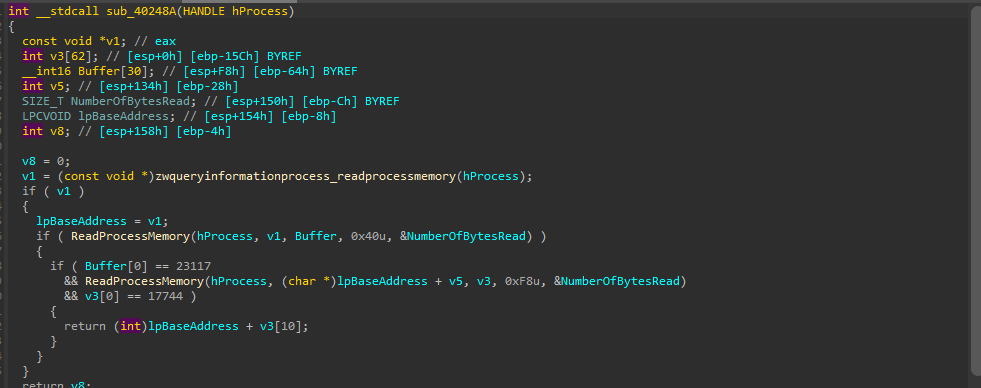 int __stdcall sub_40248A(HANDLE hProcess)
{
const void *v1; // eax
int v3[62]; // [esp+0h] [ebp-15Ch] BYREF
__int16 Buffer[30]; // [esp+F8h] [ebp-64h] BYREF
int v5; // [esp+134h] [ebp-28h]
SIZE_T NumberOfBytesRead; // [esp+150h] [ebp-Ch] BYREF
LPCVOID lpBaseAddress; // [esp+154h] [ebp-8h]
int v8; // [esp+158h] [ebp-4h]
v8 = 0;
v1 = (const void *)zwqueryinformationprocess_readprocessmemory(hProcess);
if ( v1 )
{
lpBaseAddress = v1;
if ( ReadProcessMemory(hProcess, v1, Buffer, 0x40u, &NumberOfBytesRead) )
{
if ( Buffer[0] == 23117
&& ReadProcessMemory(hProcess, (char *)lpBaseAddress + v5, v3, 0xF8u, &NumberOfBytesRead)
&& v3[0] == 17744 )
{
return (int)lpBaseAddress + v3[10];
}
}
}
return v8;